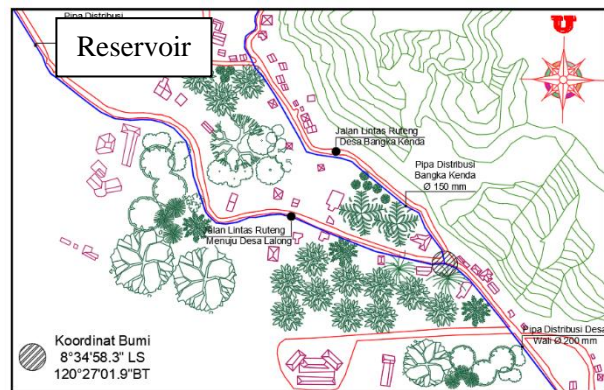 Pipa Distribusi
Reservoir
U
Jalan Lintas Ruteng
Desa Bangka Kenda
Pipa Distribusi
Bangka Kenda
Ø 150 mm
Jalan Lintas Ruteng
Menuju Desa Lalong
Pipa Distribusi Desa
Wali Ø 200 mm
Koordinat Bumi
8°34'58.3" LS
120°27'01.9"BT